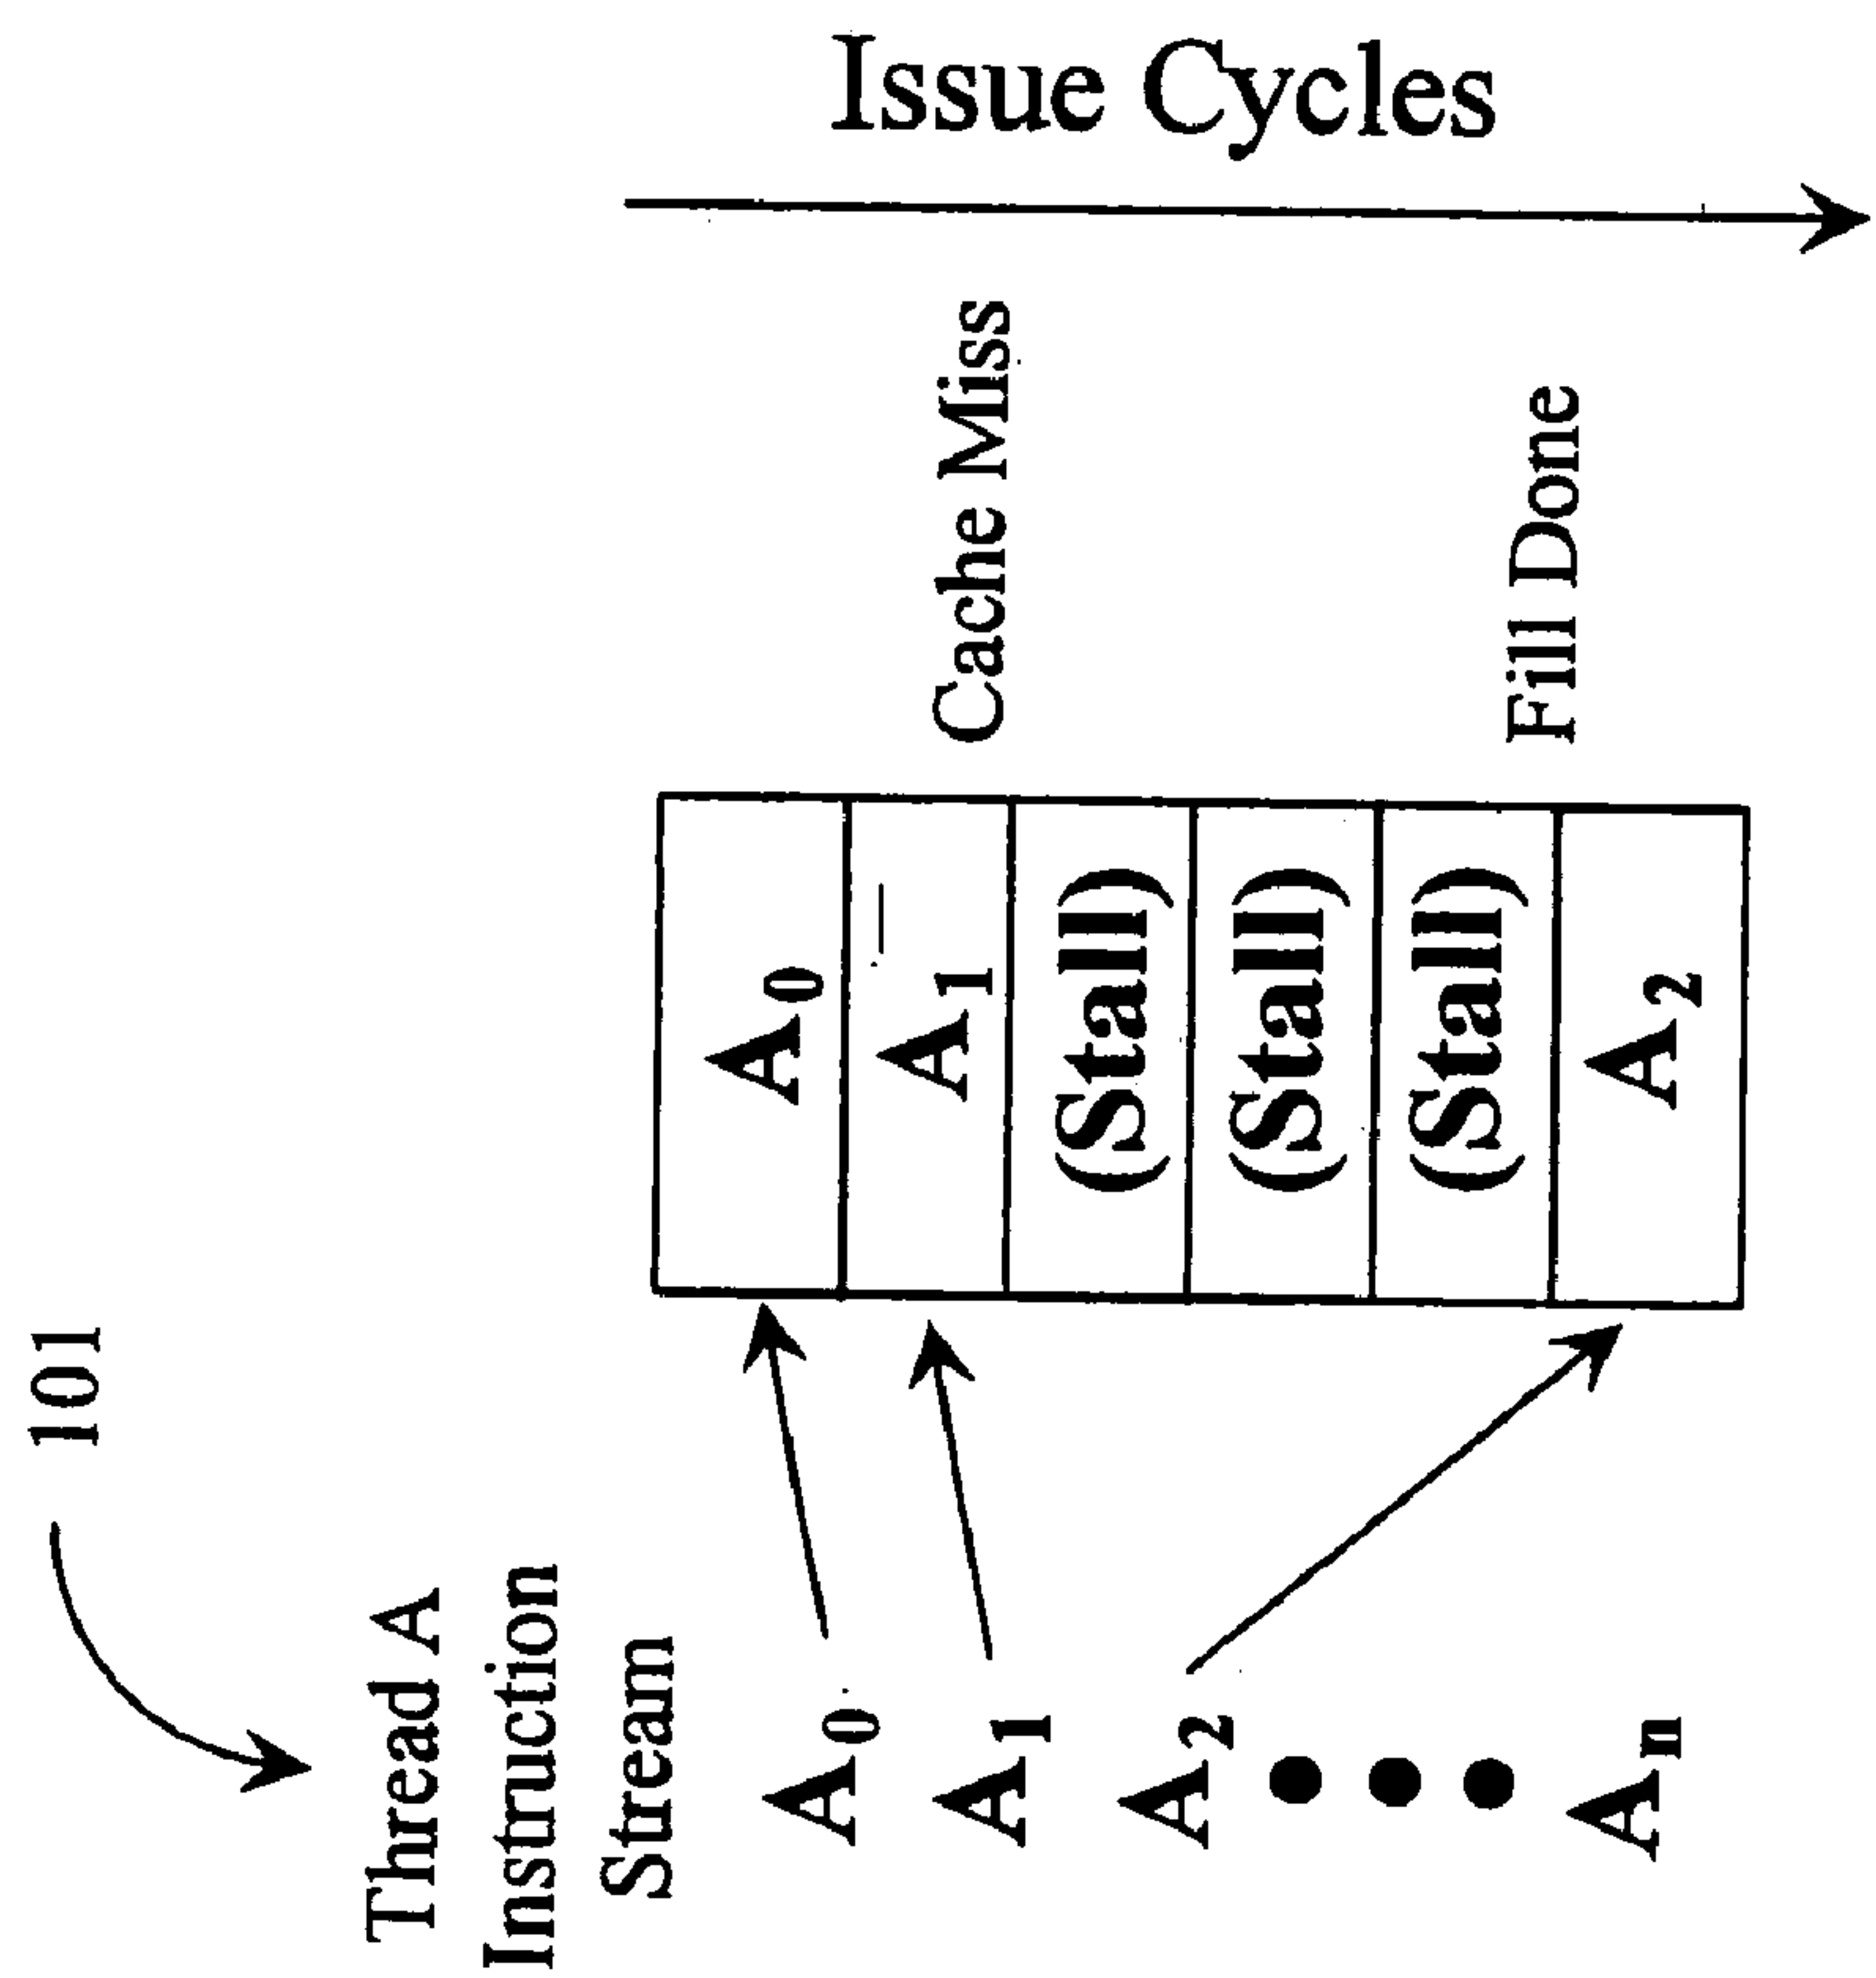 101
Thread A
Instruction
Stream
A0
A1
A2
An
A0
A1
(Stall)
(Stall)
(Stall)
A2
Cache Miss
Fill Done
Issue Cycles